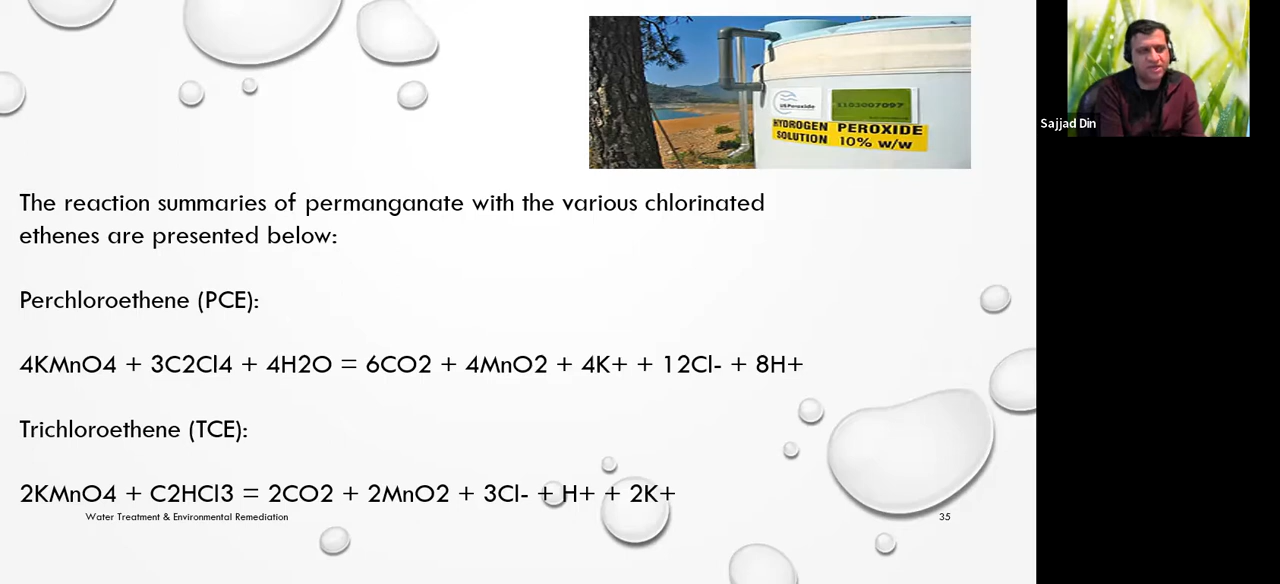 USPeroxide
1103007097
HYDROGEN PEROXIDE
SOLUTION 10% w/w
Sajjad Din
The reaction summaries of permanganate with the various chlorinated
ethenes are presented below:
Perchloroethene (PCE):
4KMnO4 + 3C2Cl4 + 4H2O = 6CO2 + 4MnO2 + 4K+ + 12Cl- + 8H+
Trichloroethene (TCE):
2KMnO4 + C2HCl3 = 2CO2 + 2MnO2 + 3Cl- + H+ + 2K+
Water Treatment & Environmental Remediation
35